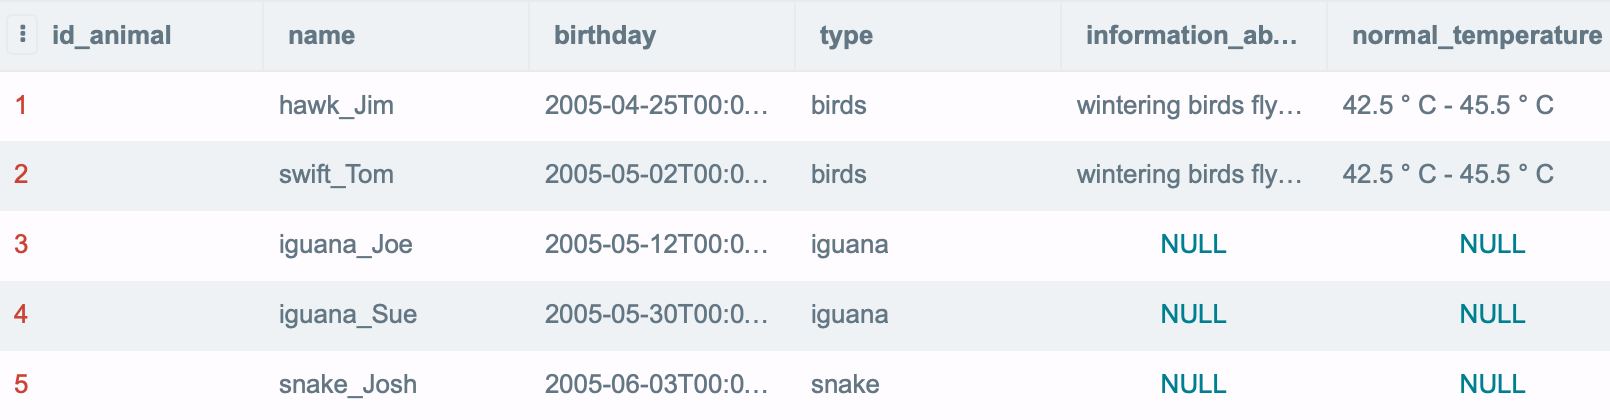 id_animal name birthday type information_ab... normal_temperature
1 hawk_Jim 2005-04-25T00:0... birds wintering birds fly... 42.5 ° C - 45.5 ° C
2 swift_Tom 2005-05-02T00:0... birds wintering birds fly... 42.5 ° C - 45.5 ° C
3 iguana_Joe 2005-05-12T00:0... iguana NULL NULL
4 iguana_Sue 2005-05-30T00:0... iguana NULL NULL
5 snake_Josh 2005-06-03T00:0... snake NULL NULL